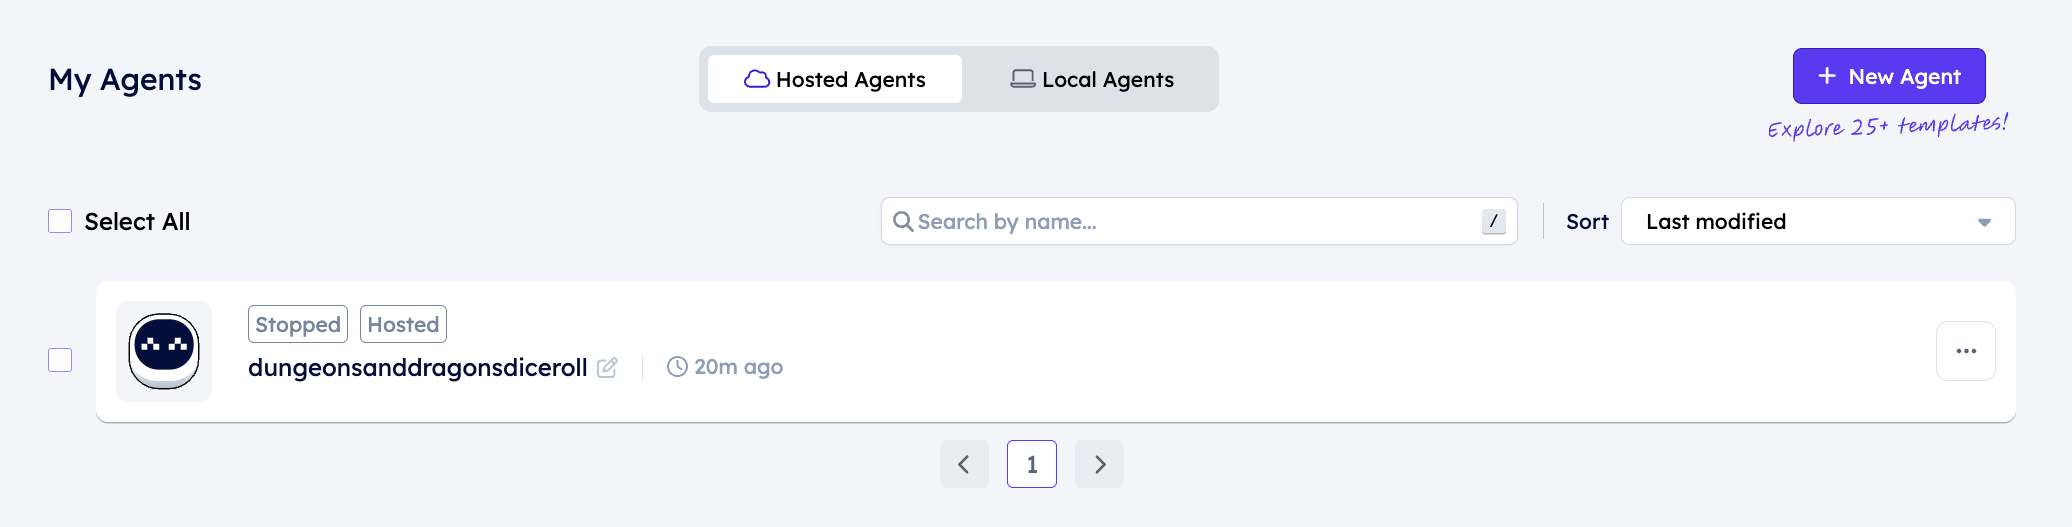 My Agents
Hosted Agents
Local Agents
+ New Agent
Explore 25+ templates!
Select All
Search by name...
/
Sort
Last modified
Stopped
Hosted
dungeonsanddragonsdiceroll
20m ago
1